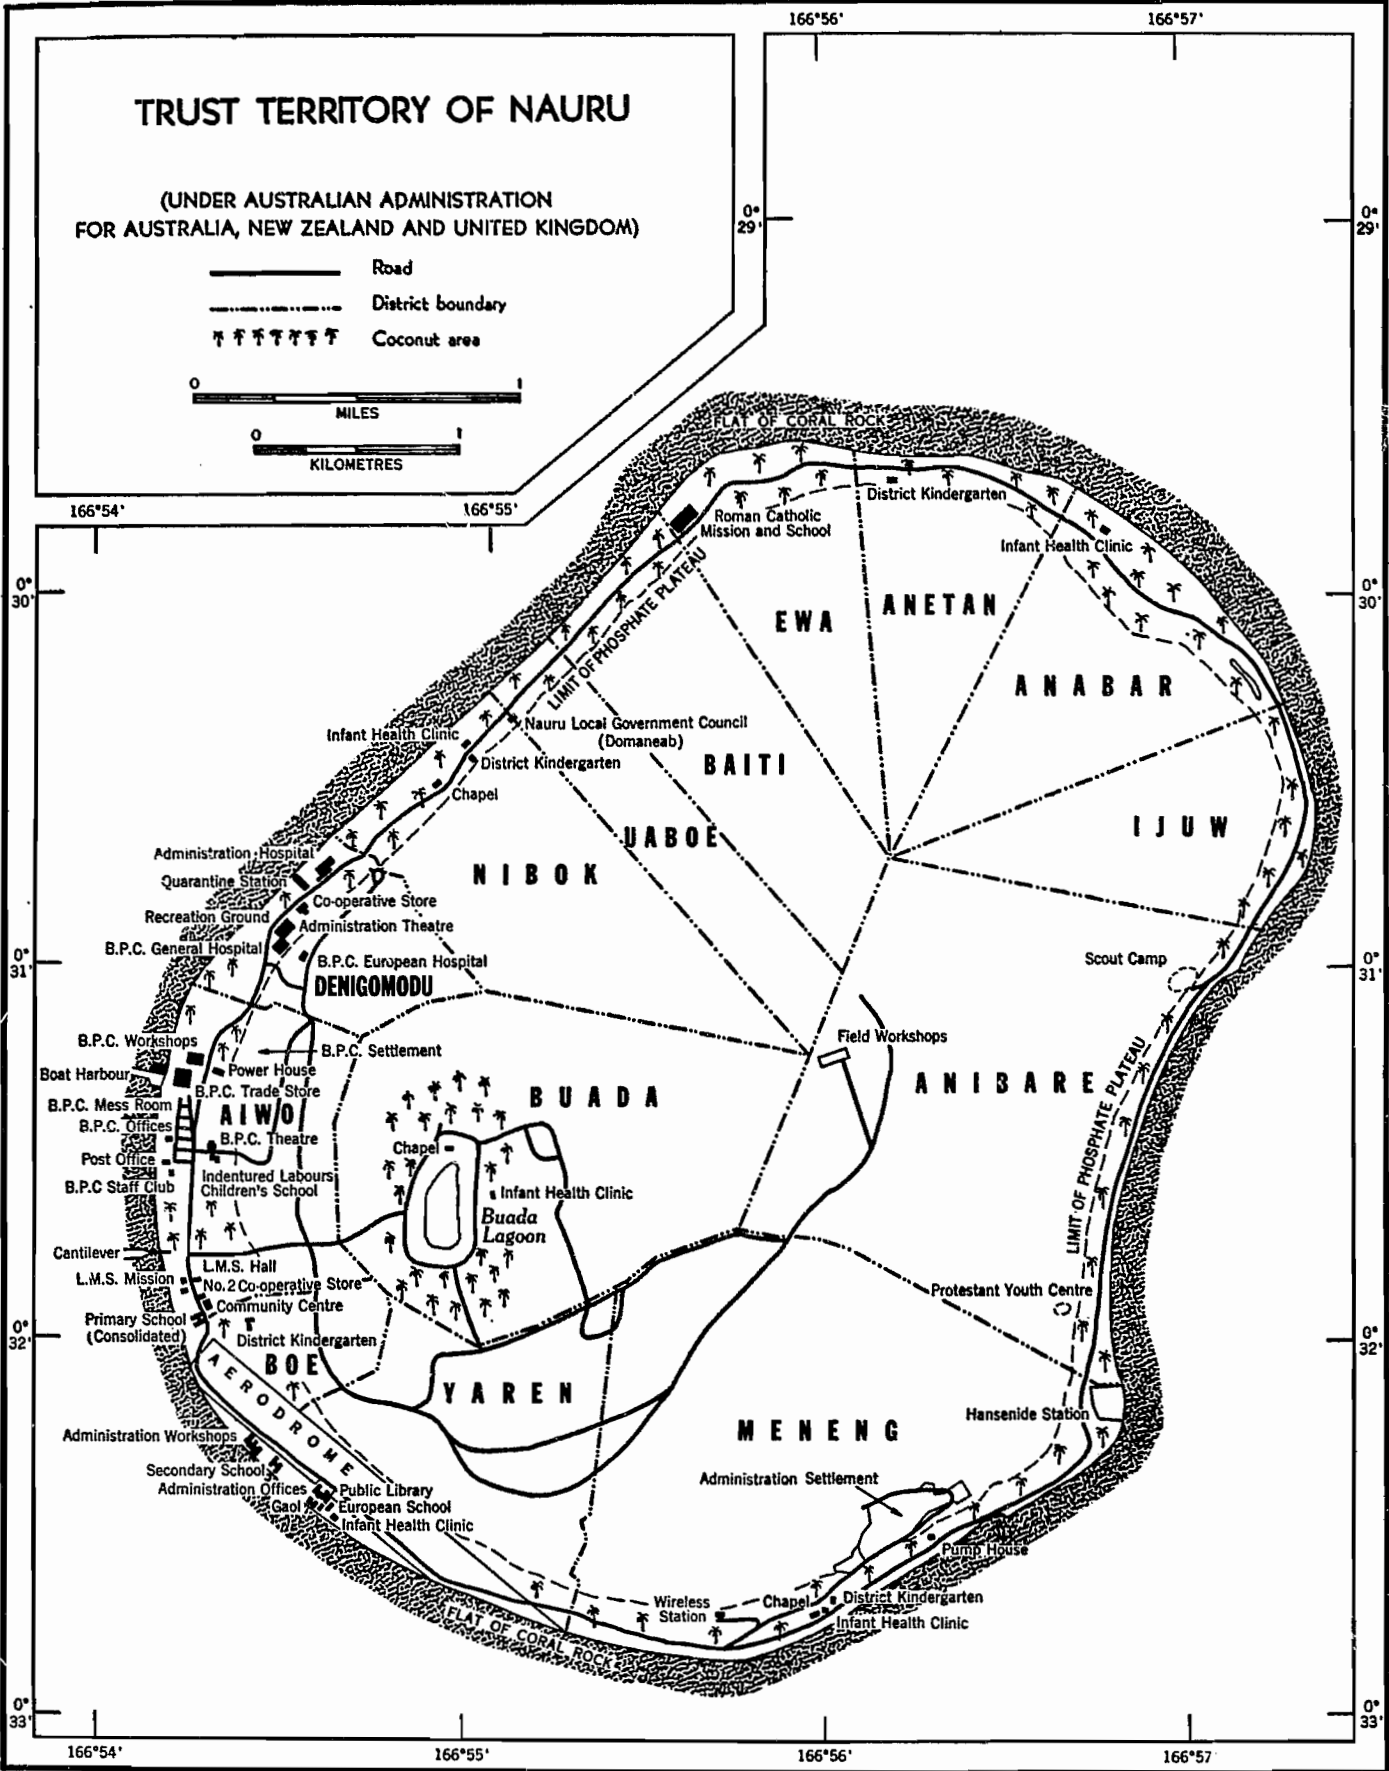 166°56'
166°57'
TRUST TERRITORY OF NAURU
(UNDER AUSTRALIAN ADMINISTRATION
FOR AUSTRALIA, NEW ZEALAND AND UNITED KINGDOM)
Road
District boundary
Coconut area
0 1
MILES
0 1
KILOMETRES
0°
29'
0°
29'
166°54'
166°55'
FLAT OF CORAL ROCK
District Kindergarten
Roman Catholic
Mission and School
Infant Health Clinic
LIMIT OF PHOSPHATE PLATEAU
0°
30'
0°
30'
EWA
ANETAN
ANABAR
Nauru Local Government Council
(Domaneab)
Infant Health Clinic
District Kindergarten
BAITI
Chapel
UABOE
IJUW
NIBOK
Administration Hospital
Quarantine Station
Co-operative Store
Recreation Ground
Administration Theatre
B.P.C. General Hospital
B.P.C. European Hospital
0°
31'
0°
31'
Scout Camp
DENIGOMODU
B.P.C. Workshops
B.P.C. Settlement
Field Workshops
Boat Harbour
Power House
B.P.C. Trade Store
ANIBARE
BUADA
B.P.C. Mess Room
AIWO
B.P.C. Offices
B.P.C. Theatre
Post Office
Chapel
Indentured Labours
Children's School
B.P.C Staff Club
Infant Health Clinic
Buada
Lagoon
LIMIT OF PHOSPHATE PLATEAU
Cantilever
L.M.S. Hall
L.M.S. Mission
No.2 Co-operative Store
Community Centre
Primary School
(Consolidated)
District Kindergarten
Protestant Youth Centre
0°
32'
0°
32'
BOE
AERODROME
YAREN
MENENG
Hansenide Station
Administration Workshops
Secondary School
Administration Offices
Public Library
Gaol
European School
Infant Health Clinic
Administration Settlement
Pump House
Wireless
Station
Chapel
District Kindergarten
Infant Health Clinic
FLAT OF CORAL ROCK
0°
33'
0°
33'
166°54'
166°55'
166°56'
166°57'